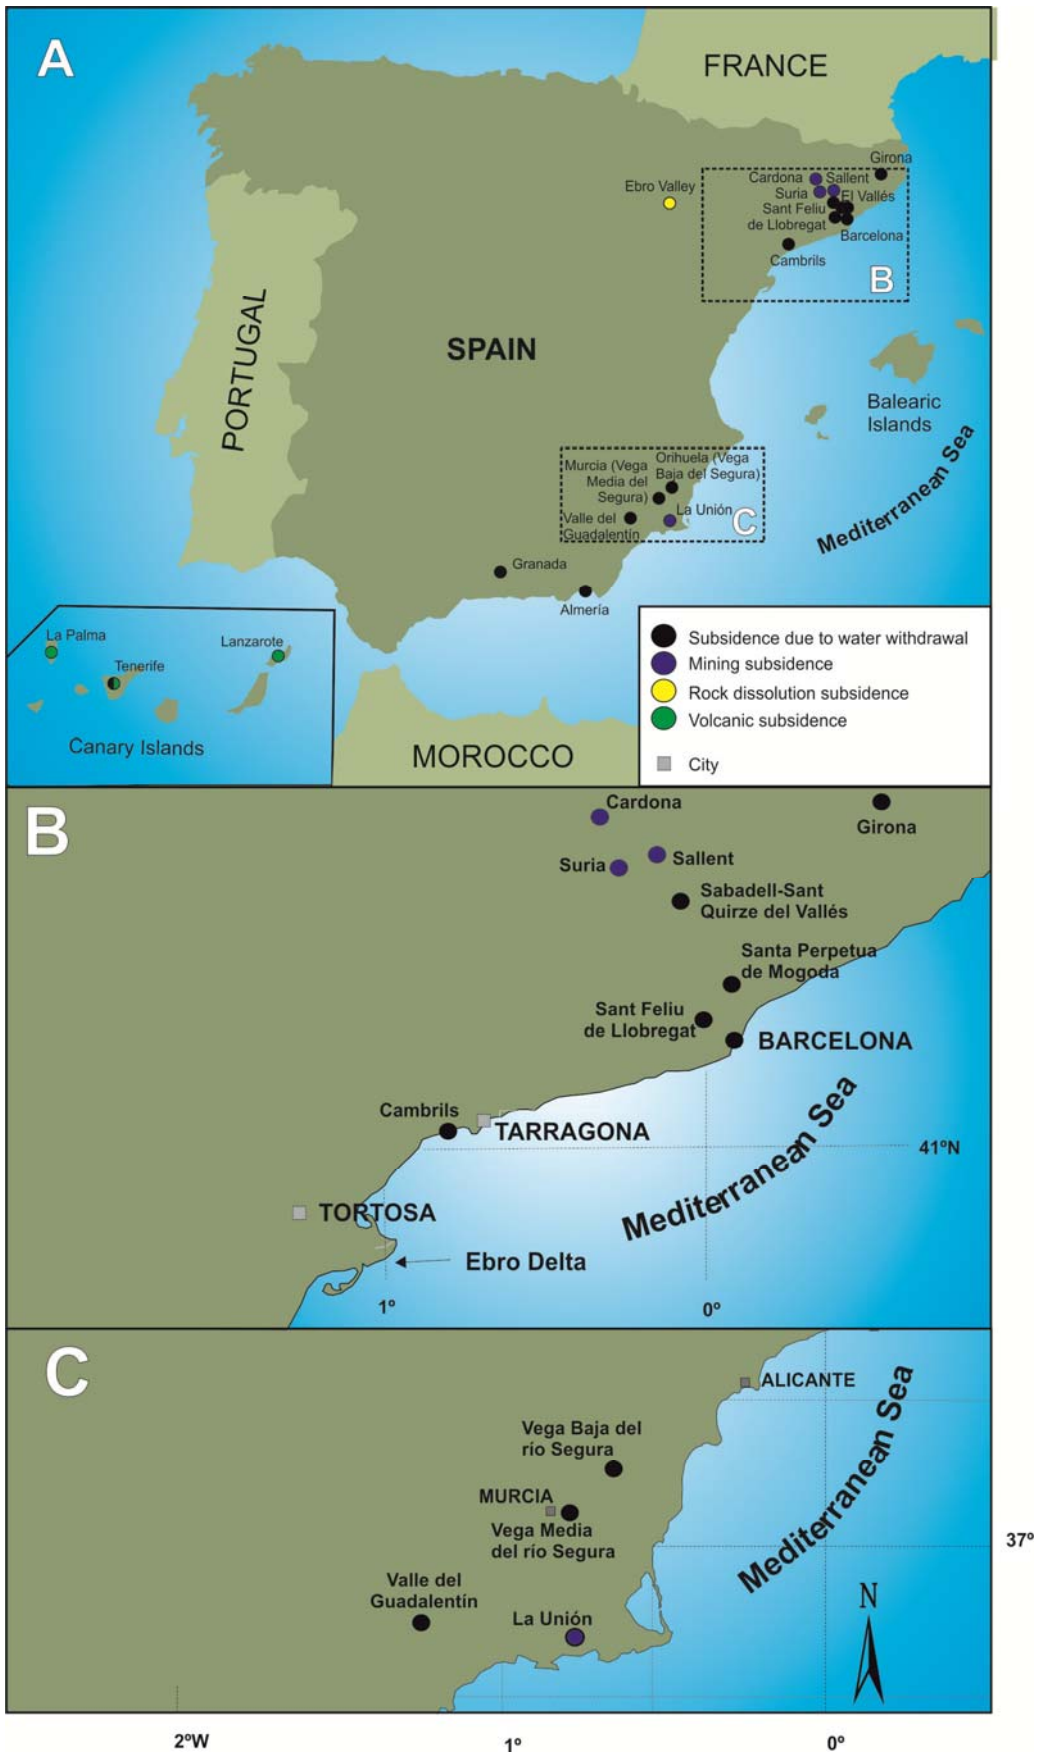 A
FRANCE
Girona
Cardona
Sallent
Ebro Valley
Suria
El Vallés
Sant Feliu
de Llobregat
Barcelona
Cambrils
B
PORTUGAL
SPAIN
Balearic
Islands
Mediterranean Sea
Murcia (Vega
Media del
Segura)
Orihuela (Vega
Baja del Segura)
La Unión
Valle del
Guadalentín
C
Granada
Almería
La Palma
Lanzarote
Tenerife
Canary Islands
MOROCCO
Subsidence due to water withdrawal
Mining subsidence
Rock dissolution subsidence
Volcanic subsidence
City
B
Cardona
Girona
Suria
Sallent
Sabadell-Sant
Quirze del Vallés
Santa Perpetua
de Mogoda
Sant Feliu
de Llobregat
BARCELONA
Cambrils
TARRAGONA
41ºN
Mediterranean Sea
TORTOSA
Ebro Delta
1º
0º
C
ALICANTE
Vega Baja del
río Segura
MURCIA
Vega Media
del río Segura
Mediterranean Sea
37º
Valle del
Guadalentín
La Unión
N
2ºW
1º
0º